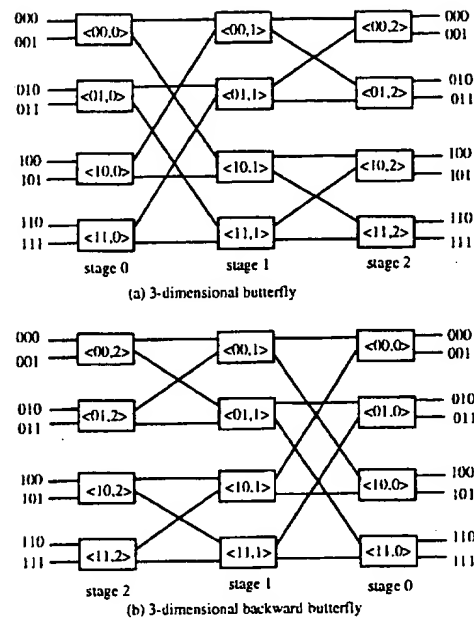 000 <00,0> <00,1> <00,2> 000
001 001
010 <01,0> <01,1> <01,2> 010
011 011
100 <10,0> <10,1> <10,2> 100
101 101
110 <11,0> <11,1> <11,2> 110
111 111
stage 0 stage 1 stage 2
(a) 3-dimensional butterfly
000 <00,2> <00,1> <00,0> 000
001 001
010 <01,2> <01,1> <01,0> 010
011 011
100 <10,2> <10,1> <10,0> 100
101 101
110 <11,2> <11,1> <11,0> 110
111 111
stage 2 stage 1 stage 0
(b) 3-dimensional backward butterfly